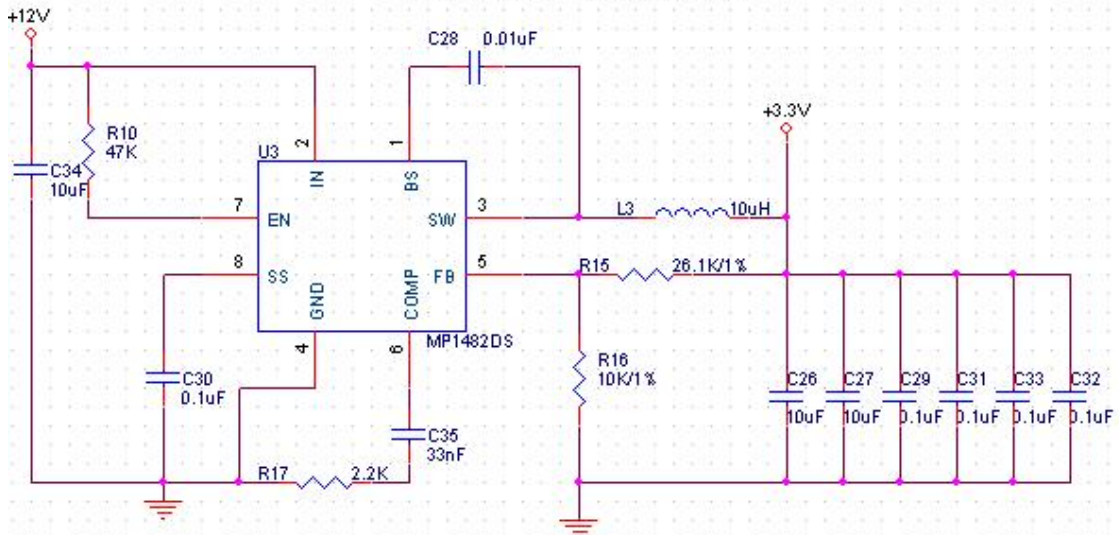 +12V
C28 0.01uF
+3.3V
R10
47K
C34
10uF
U3
2
1
IN
BS
7
EN
SW
3
L3
10uH
8
SS
FB
5
R15
26.1K/1%
GND
COMP
4
6
MP1482DS
R16
10K/1%
C30
0.1uF
C35
33nF
R17
2.2K
C26
10uF
C27
10uF
C29
0.1uF
C31
0.1uF
C33
0.1uF
C32
0.1uF